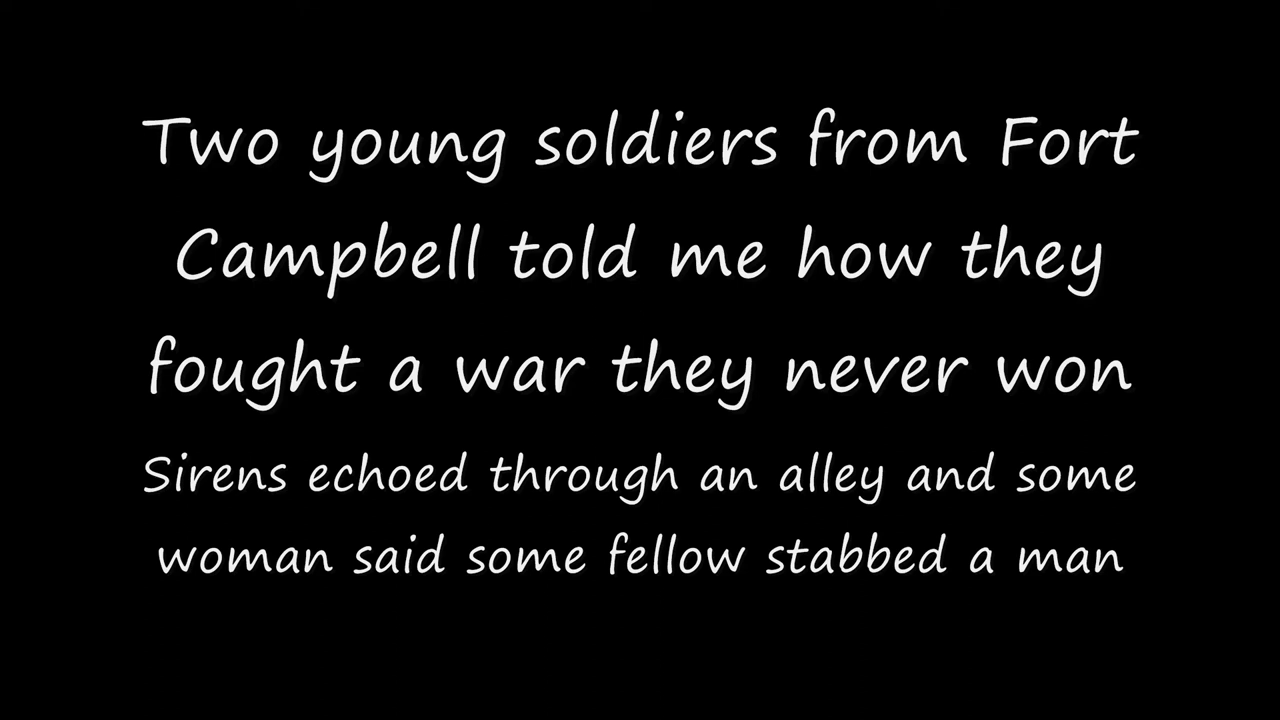 Two young soldiers from Fort
Campbell told me how they
fought a war they never won
Sirens echoed through an alley and some
woman said some fellow stabbed a man